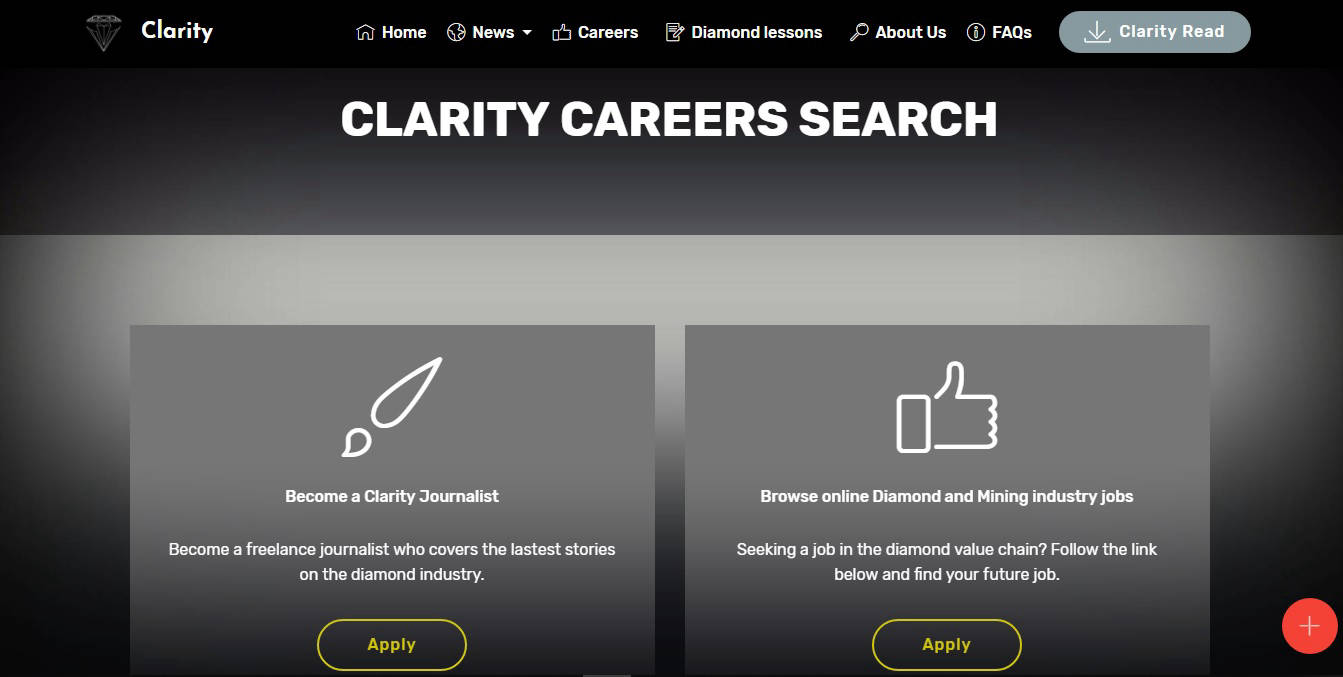 Clarity
Home
News
Careers
Diamond lessons
About Us
FAQs
Clarity Read
CLARITY CAREERS SEARCH
Become a Clarity Journalist
Become a freelance journalist who covers the lastest stories
on the diamond industry.
Apply
Browse online Diamond and Mining industry jobs
Seeking a job in the diamond value chain? Follow the link
below and find your future job.
Apply